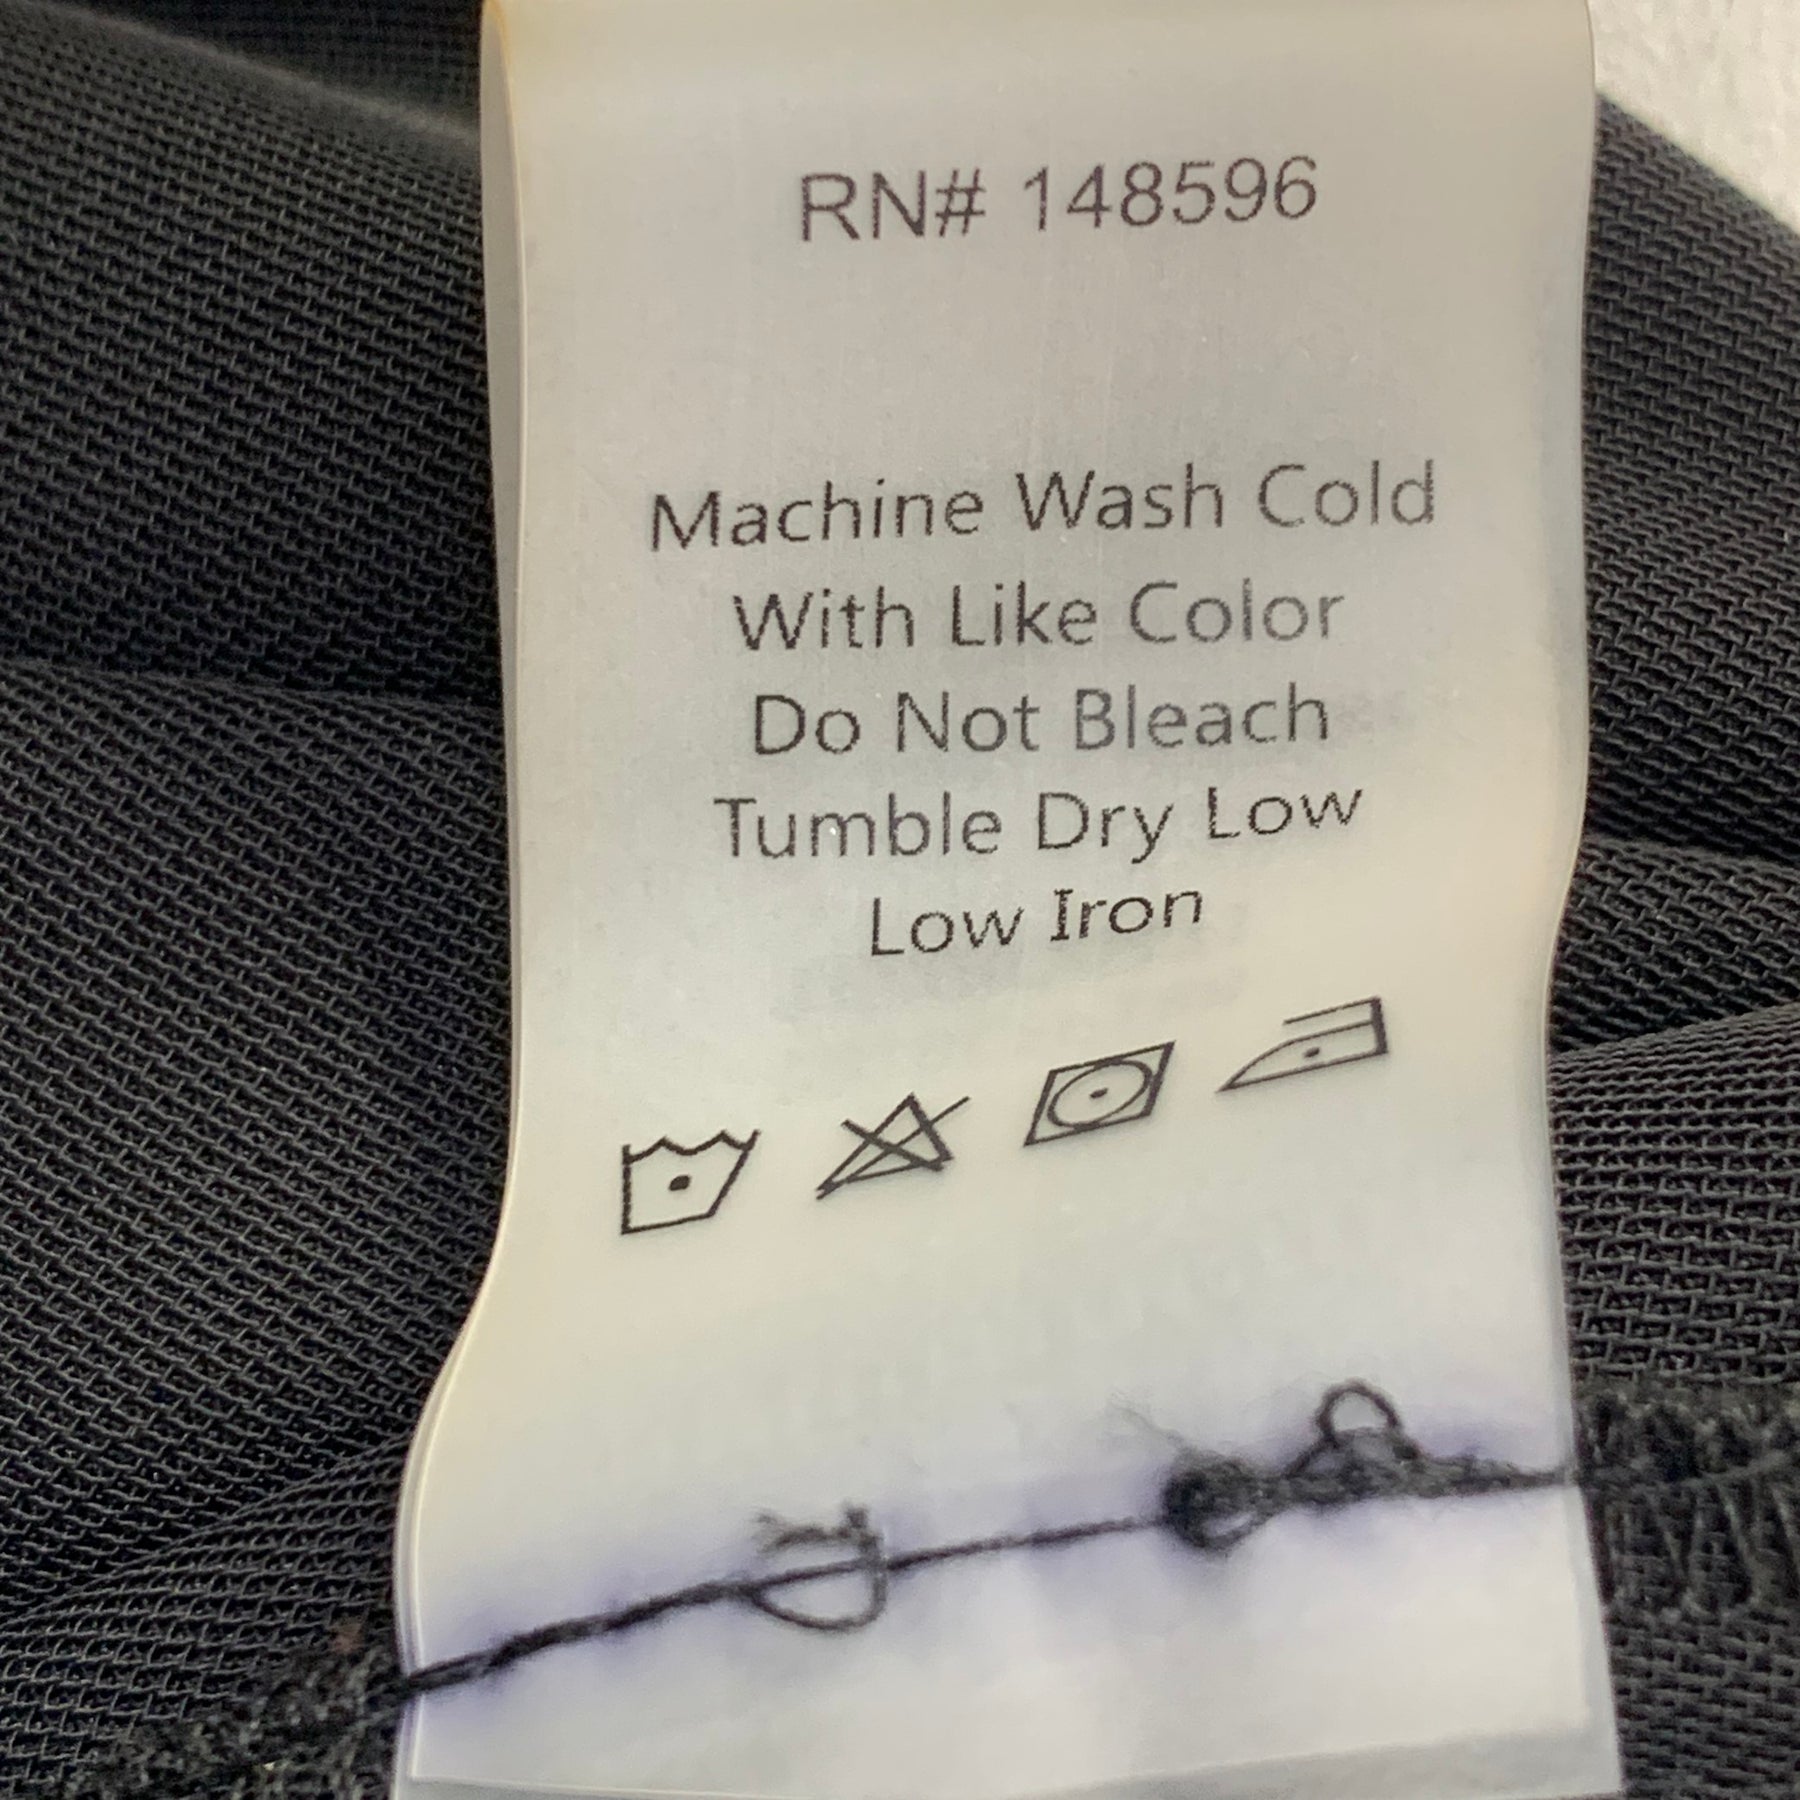 RN# 148596
Machine Wash Cold
With Like Color
Do Not Bleach
Tumble Dry Low
Low Iron